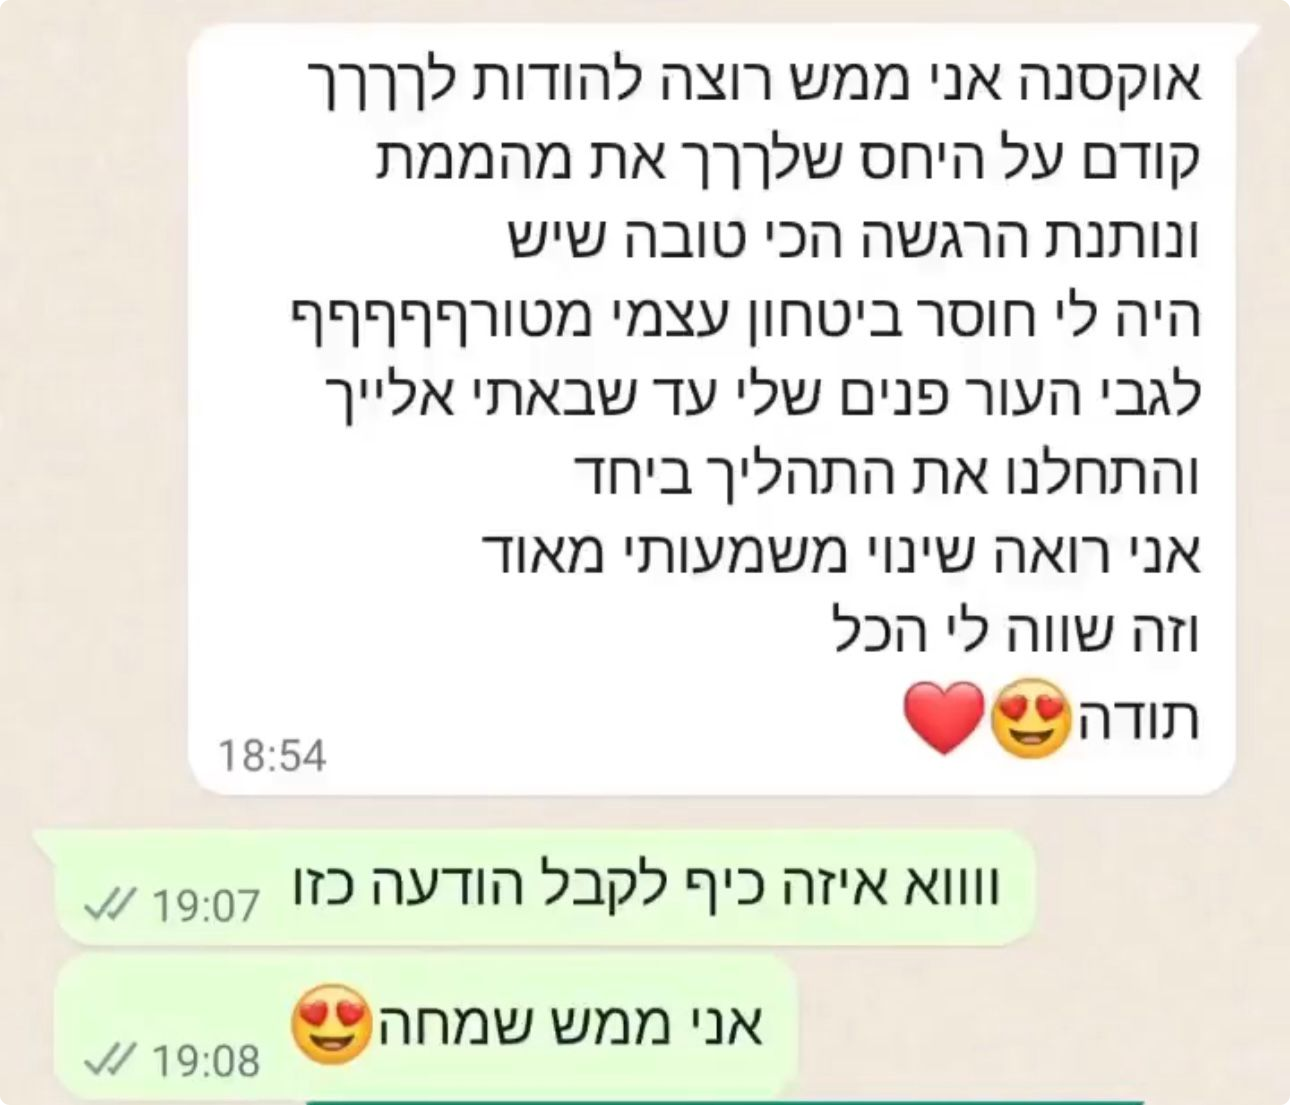 אוקסנה אני ממש רוצה להודות לךךךך
קודם על היחס שלךךך את מהממת
ונותנת הרגשה הכי טובה שיש
היה לי חוסר ביטחון עצמי מטורףףףףף
לגבי העור פנים שלי עד שבאתי אלייך
והתחלנו את התהליך ביחד
אני רואה שינוי משמעותי מאוד
וזה שווה לי הכל
תודה😍❤️
18:54
וווווא איזה כיף לקבל הודעה כזו
19:07
אני ממש שמחה😍
19:08